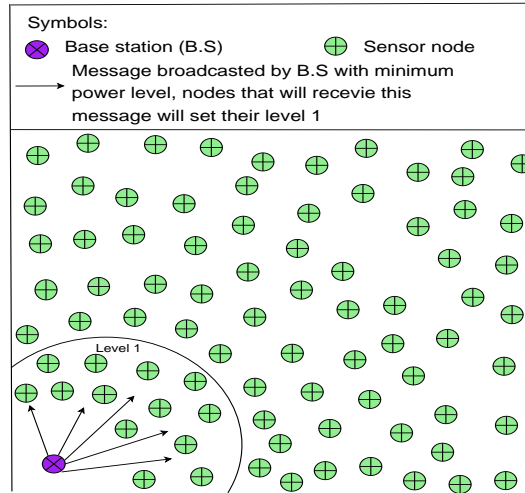 Symbols:
Base station (B.S)
Sensor node
Message broadcasted by B.S with minimum
power level, nodes that will recevie this
message will set their level 1
Level 1